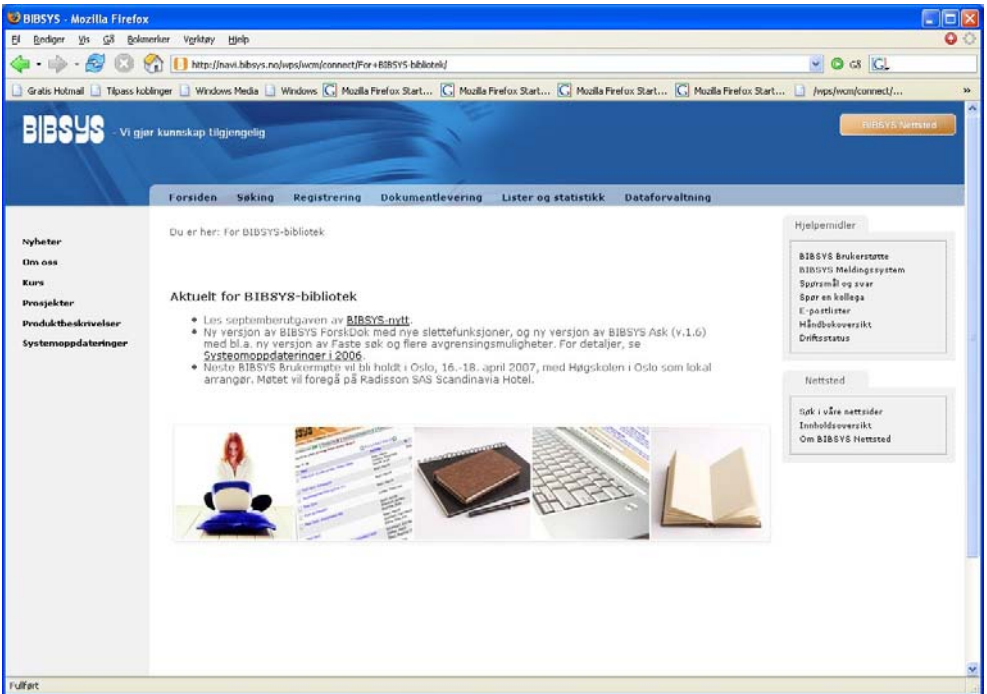 BIBSYS - Mozilla Firefox
Fil Rediger Vis Gå Bokmerker Verktøy Hjelp
http://navi.bibsys.no/wps/wcm/connect/For+BIBSYS-bibliotek/
Gå
Gratis Hotmail Tilpass koblinger Windows Media Windows Mozilla Firefox Start... Mozilla Firefox Start... Mozilla Firefox Start... Mozilla Firefox Start... /wps/wcm/connect/... »
BIBSYS - Vi gjør kunnskap tilgjengelig
BIBSYS Nettsted
Forsiden Søking Registrering Dokumentlevering Lister og statistikk Dataforvaltning
Nyheter
Om oss
Kurs
Prosjekter
Produktbeskrivelser
Systemoppdateringer
Du er her: For BIBSYS-bibliotek
Aktuelt for BIBSYS-bibliotek
• Les septemberutgaven av BIBSYS-nytt.
• Ny versjon av BIBSYS ForskDok med nye slettefunksjoner, og ny versjon av BIBSYS Ask (v.1.6)
med bl.a. ny versjon av Faste søk og flere avgrensingsmuligheter. For detaljer, se
Systeomoppdateringer i 2006.
• Neste BIBSYS Brukermøte vil bli holdt i Oslo, 16.-18. april 2007, med Høgskolen i Oslo som lokal
arrangør. Møtet vil foregå på Radisson SAS Scandinavia Hotel.
Hjelpemidler
BIBSYS Brukerstøtte
BIBSYS Meldingssystem
Spørsmål og svar
Spør en kollega
E-postlister
Håndbokoversikt
Driftsstatus
Nettsted
Søk i våre nettsider
Innholdsoversikt
Om BIBSYS Nettsted
Fullført